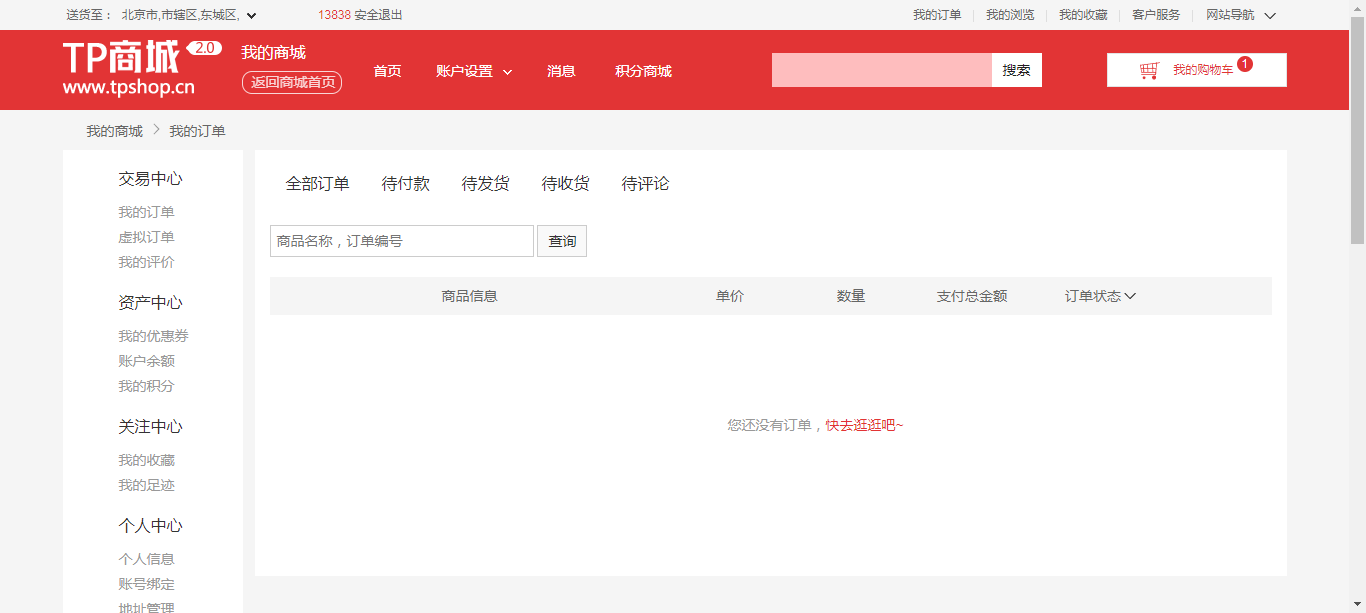 送货至： 北京市,市辖区,东城区, 13838 安全退出 我的订单 我的浏览 我的收藏 客户服务 网站导航
TP商城 2.0
www.tpshop.cn
我的商城
返回商城首页
首页 账户设置 消息 积分商城 搜索 我的购物车 1
我的商城 > 我的订单
交易中心
我的订单
虚拟订单
我的评价
资产中心
我的优惠券
账户余额
我的积分
关注中心
我的收藏
我的足迹
个人中心
个人信息
账号绑定
地址管理
全部订单 待付款 待发货 待收货 待评论
商品名称，订单编号 查询
商品信息 单价 数量 支付总金额 订单状态
您还没有订单，快去逛逛吧~